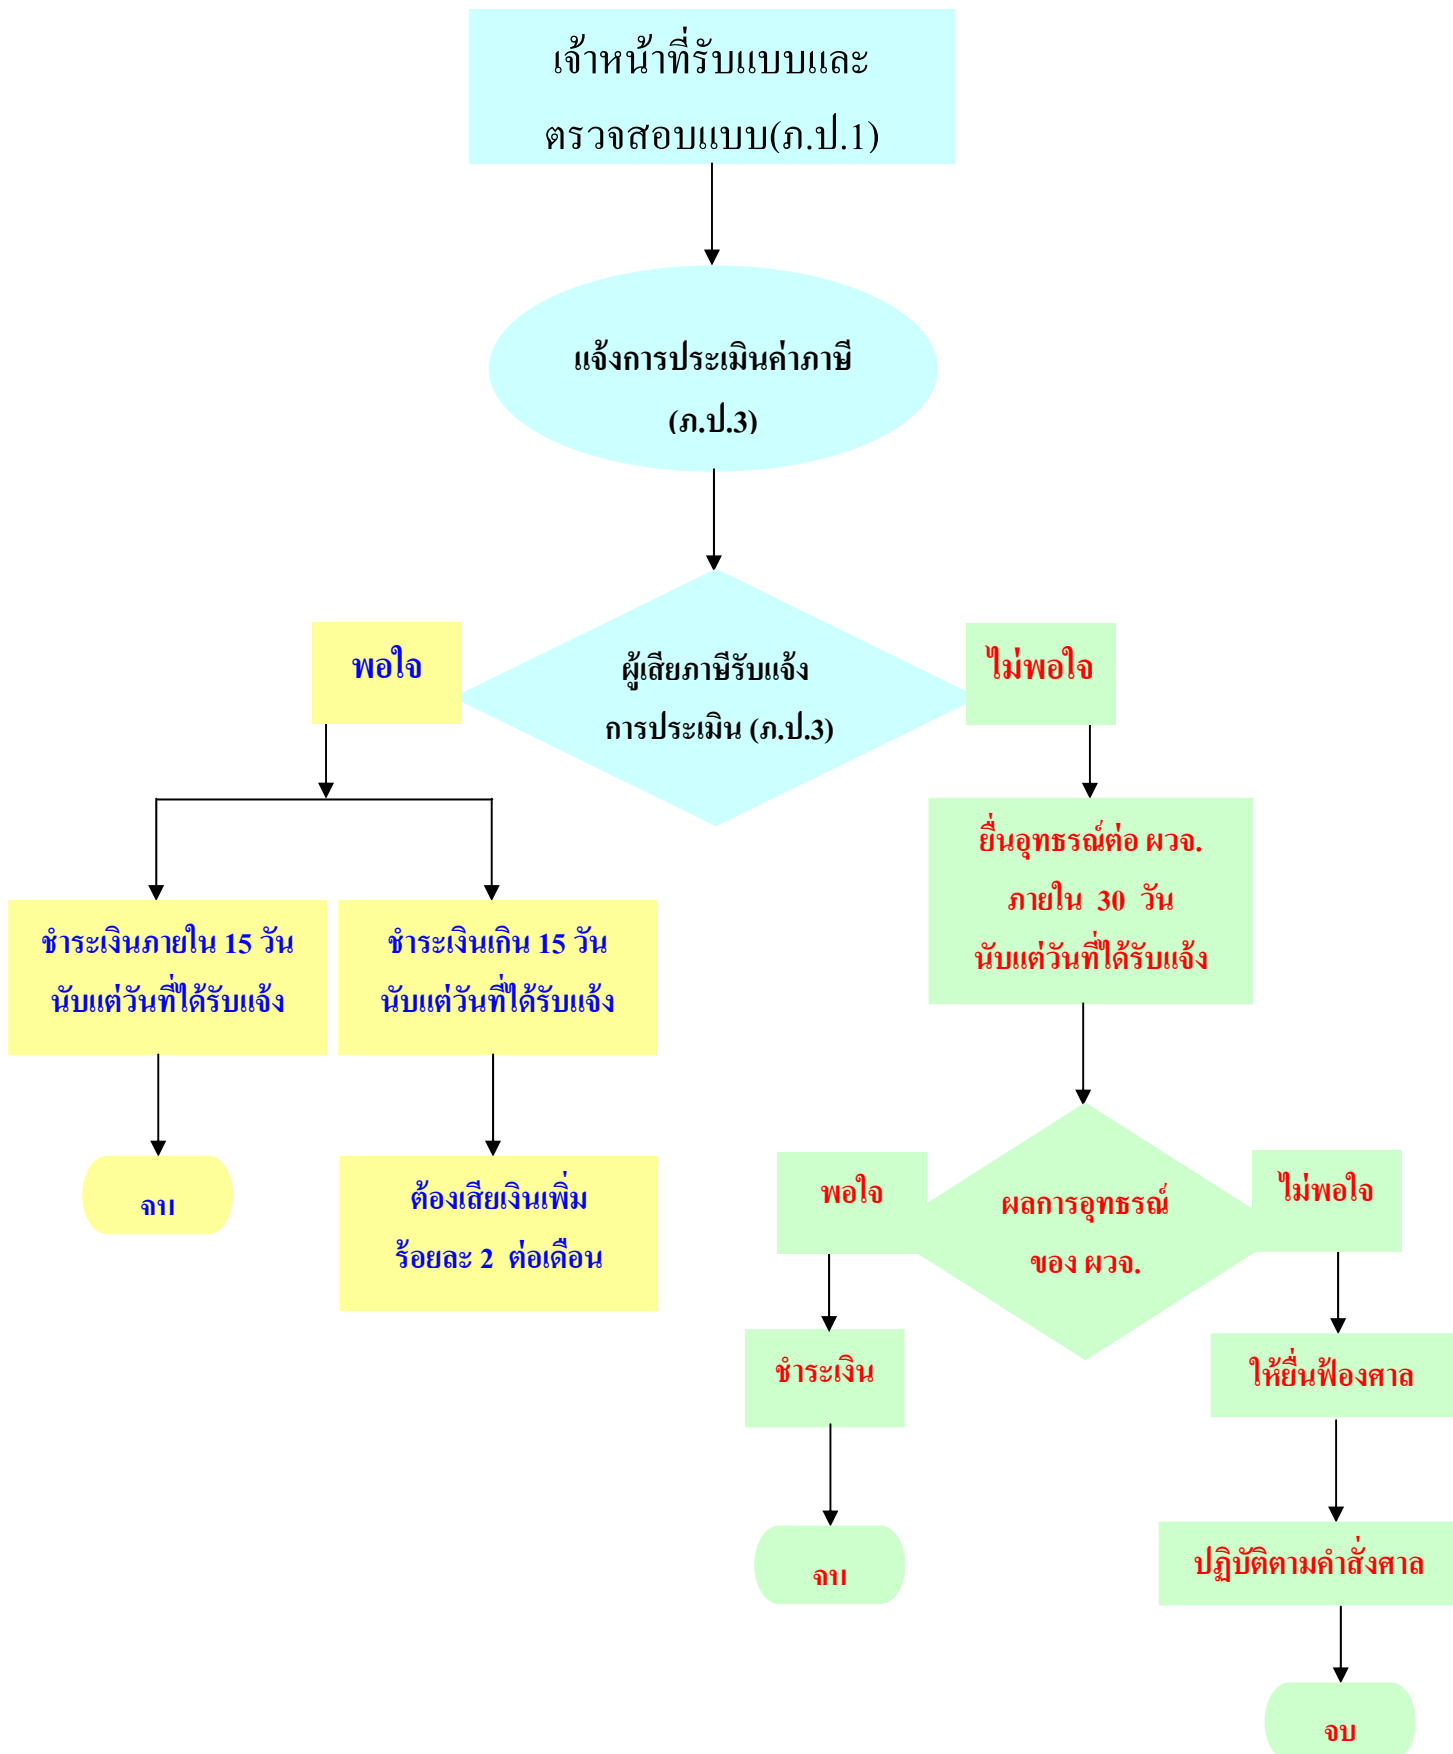 เจ้าหน้าที่รับแบบและ
ตรวจสอบแบบ(ภ.ป.1)
แจ้งการประเมินค่าภาษี
(ภ.ป.3)
พอใจ
ผู้เสียภาษีรับแจ้ง
การประเมิน (ภ.ป.3)
ไม่พอใจ
ชำระเงินภายใน 15 วัน
นับแต่วันที่ได้รับแจ้ง
ชำระเงินเกิน 15 วัน
นับแต่วันที่ได้รับแจ้ง
ยื่นอุทธรณ์ต่อ ผวจ.
ภายใน 30 วัน
นับแต่วันที่ได้รับแจ้ง
จบ
ต้องเสียเงินเพิ่ม
ร้อยละ 2 ต่อเดือน
พอใจ
ผลการอุทธรณ์
ของ ผวจ.
ไม่พอใจ
ชำระเงิน
ให้ยื่นฟ้องศาล
จบ
ปฏิบัติตามคำสั่งศาล
จบ